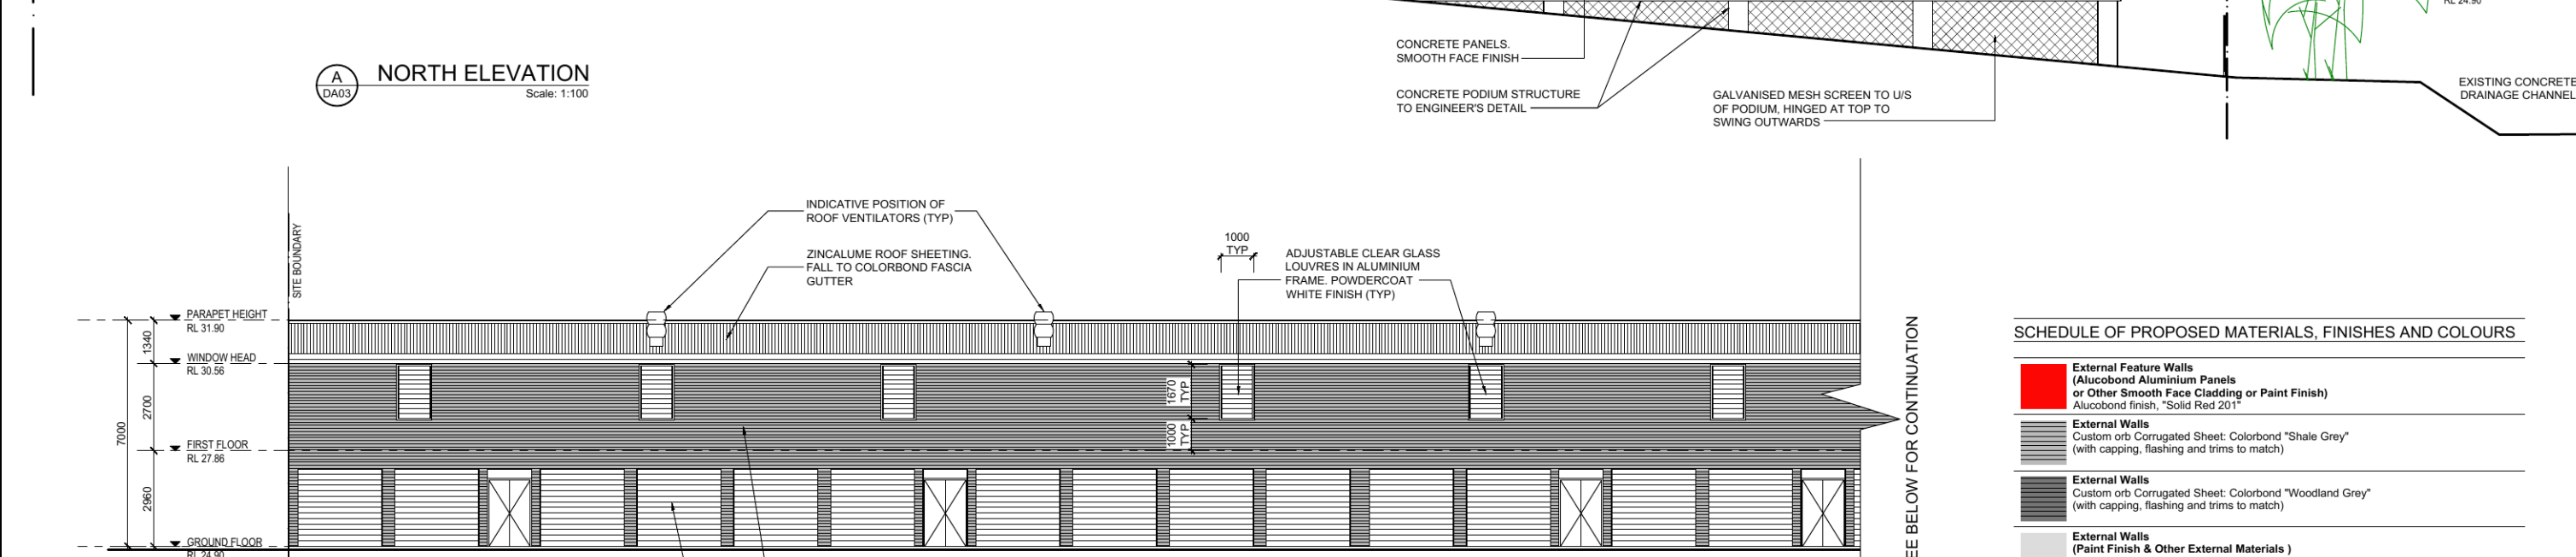 RL 24.90
CONCRETE PANELS.
SMOOTH FACE FINISH
CONCRETE PODIUM STRUCTURE
TO ENGINEER'S DETAIL
GALVANISED MESH SCREEN TO U/S
OF PODIUM, HINGED AT TOP TO
SWING OUTWARDS
EXISTING CONCRETE
DRAINAGE CHANNEL
A
DA03
NORTH ELEVATION
Scale: 1:100
SITE BOUNDARY
INDICATIVE POSITION OF
ROOF VENTILATORS (TYP)
ZINCALUME ROOF SHEETING.
FALL TO COLORBOND FASCIA
GUTTER
1000
TYP
ADJUSTABLE CLEAR GLASS
LOUVRES IN ALUMINIUM
FRAME. POWDERCOAT
WHITE FINISH (TYP)
PARAPET HEIGHT
RL 31.90
1340
WINDOW HEAD
RL 30.56
2700
7000
FIRST FLOOR
RL 27.86
2960
GROUND FLOOR
RL 24.90
1670
TYP
1000
TYP
EE BELOW FOR CONTINUATION
SCHEDULE OF PROPOSED MATERIALS, FINISHES AND COLOURS
External Feature Walls
(Alucobond Aluminium Panels
or Other Smooth Face Cladding or Paint Finish)
Alucobond finish, "Solid Red 201"
External Walls
Custom orb Corrugated Sheet: Colorbond "Shale Grey"
(with capping, flashing and trims to match)
External Walls
Custom orb Corrugated Sheet: Colorbond "Woodland Grey"
(with capping, flashing and trims to match)
External Walls
(Paint Finish & Other External Materials )